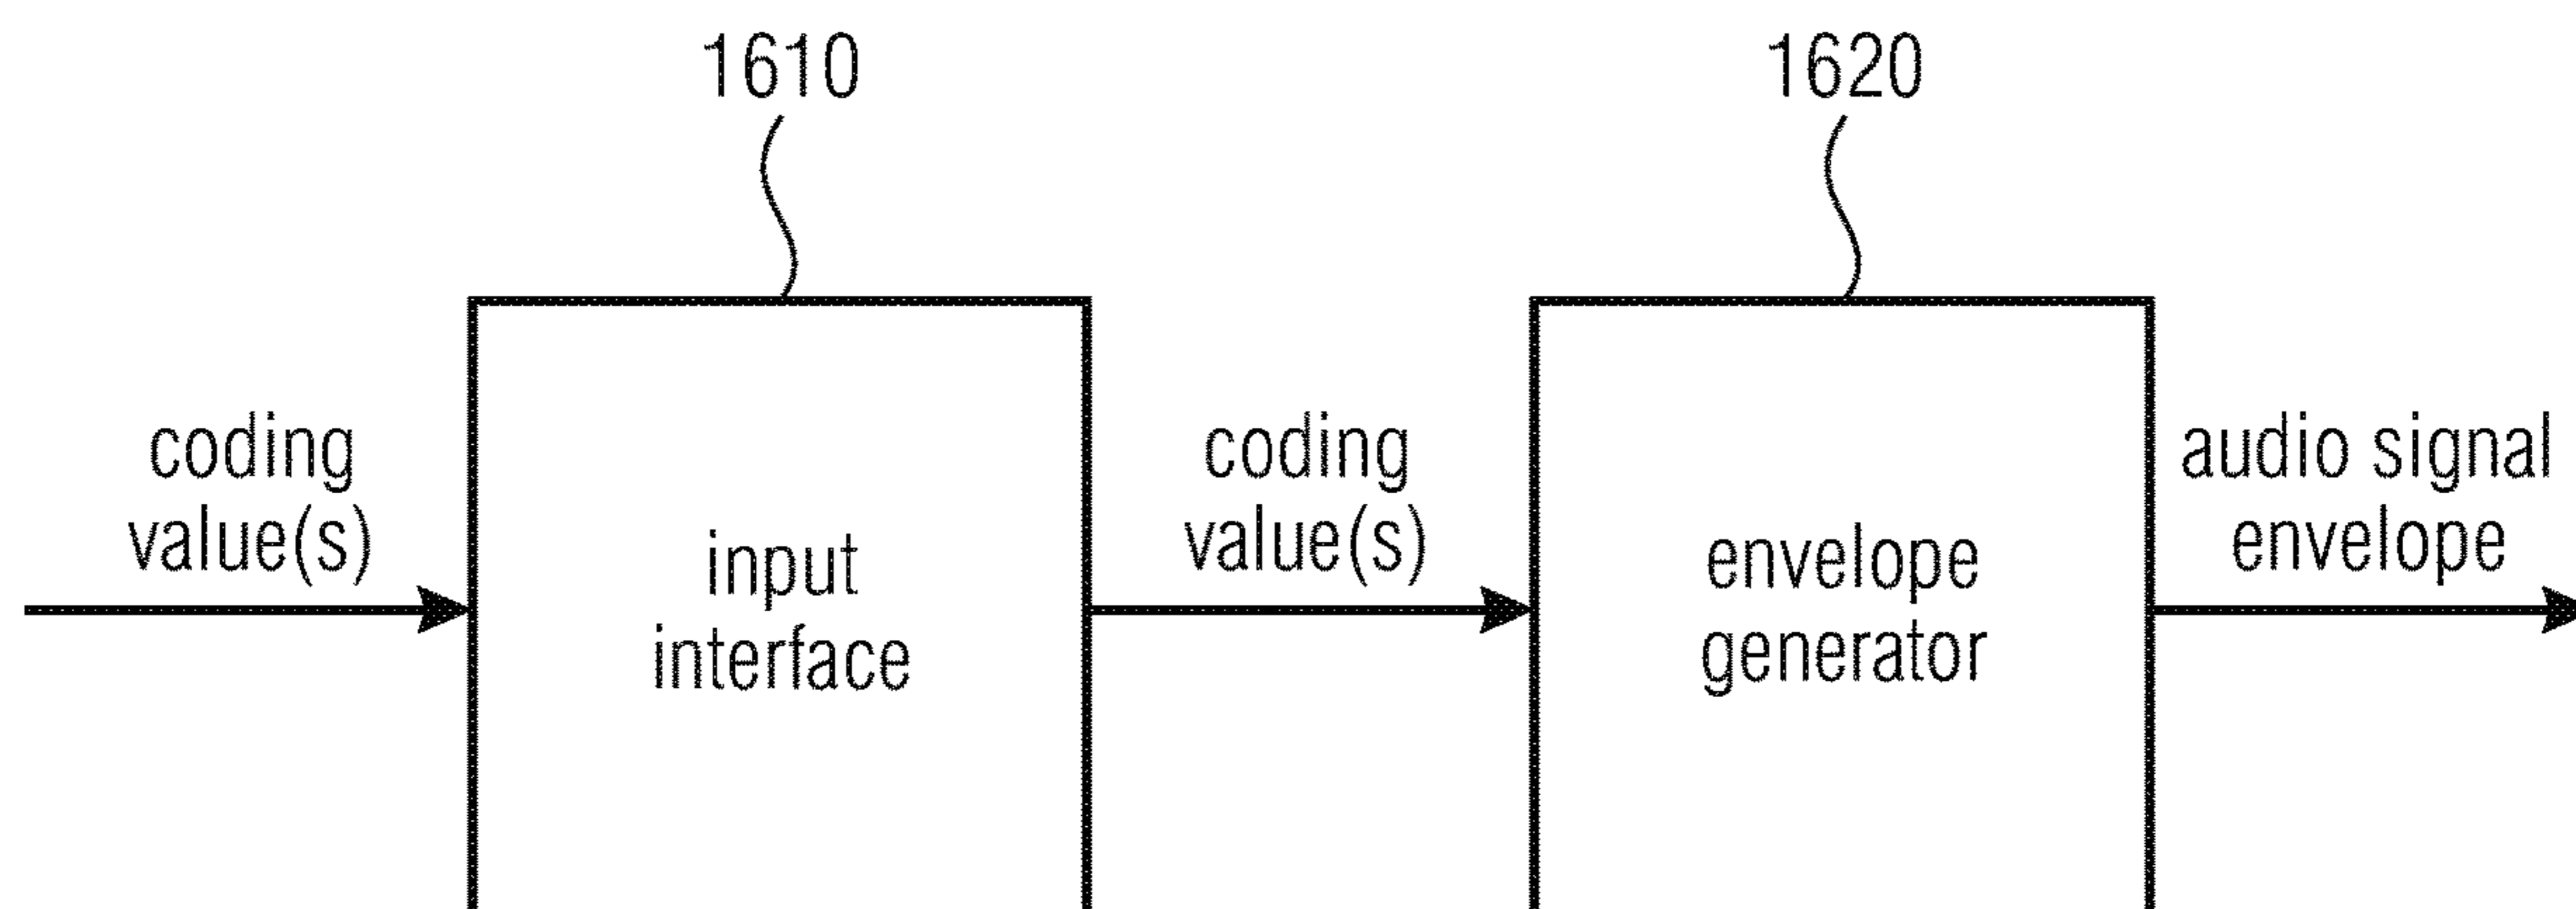 1610
1620
coding
value(s)
input
interface
coding
value(s)
envelope
generator
audio signal
envelope